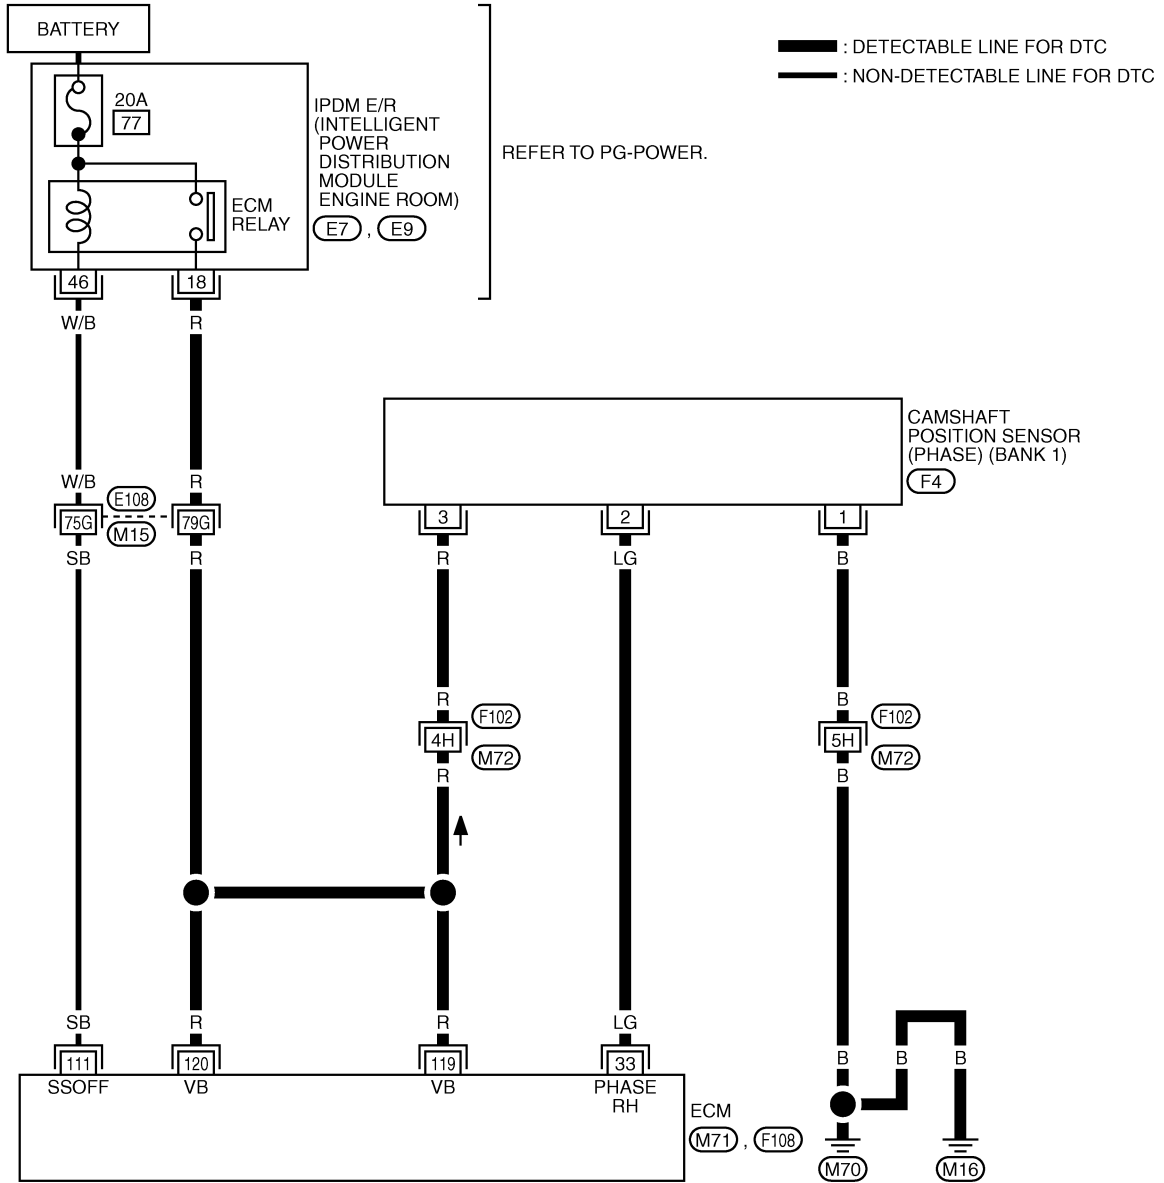 BATTERY
: DETECTABLE LINE FOR DTC
: NON-DETECTABLE LINE FOR DTC
20A
77
IPDM E/R
(INTELLIGENT
POWER
DISTRIBUTION
MODULE
ENGINE ROOM)
E7 , E9
REFER TO PG-POWER.
ECM
RELAY
46 18
W/B R
CAMSHAFT
POSITION SENSOR
(PHASE) (BANK 1)
F4
W/B R
75G E108 79G
M15
3 2 1
SB R R LG B
R B
4H F102 5H F102
M72 M72
R B
SB R R LG
B B B
111 120 119 33
SSOFF VB VB PHASE
RH
ECM
M71 , F108
M70 M16